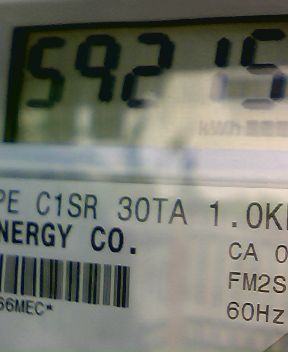 59215
kWh
PE C1SR 30TA 1.0K
NERGY CO.
CA 0
FM2S
66MEC*
60Hz